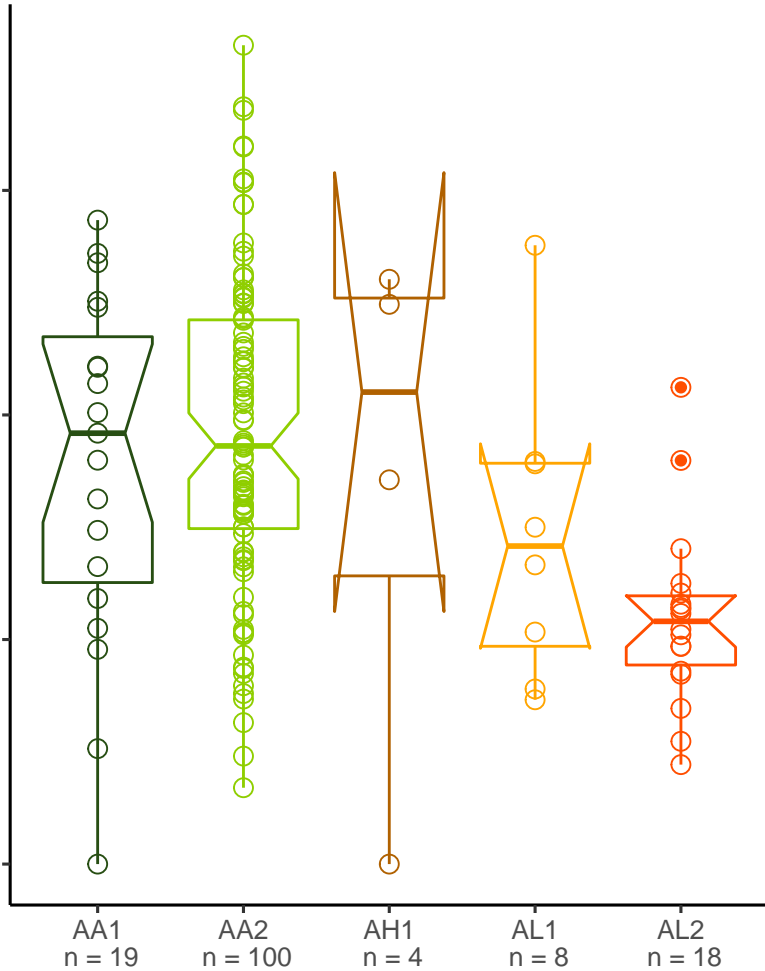 AA1 AA2 AH1 AL1 AL2
n = 19 n = 100 n = 4 n = 8 n = 18